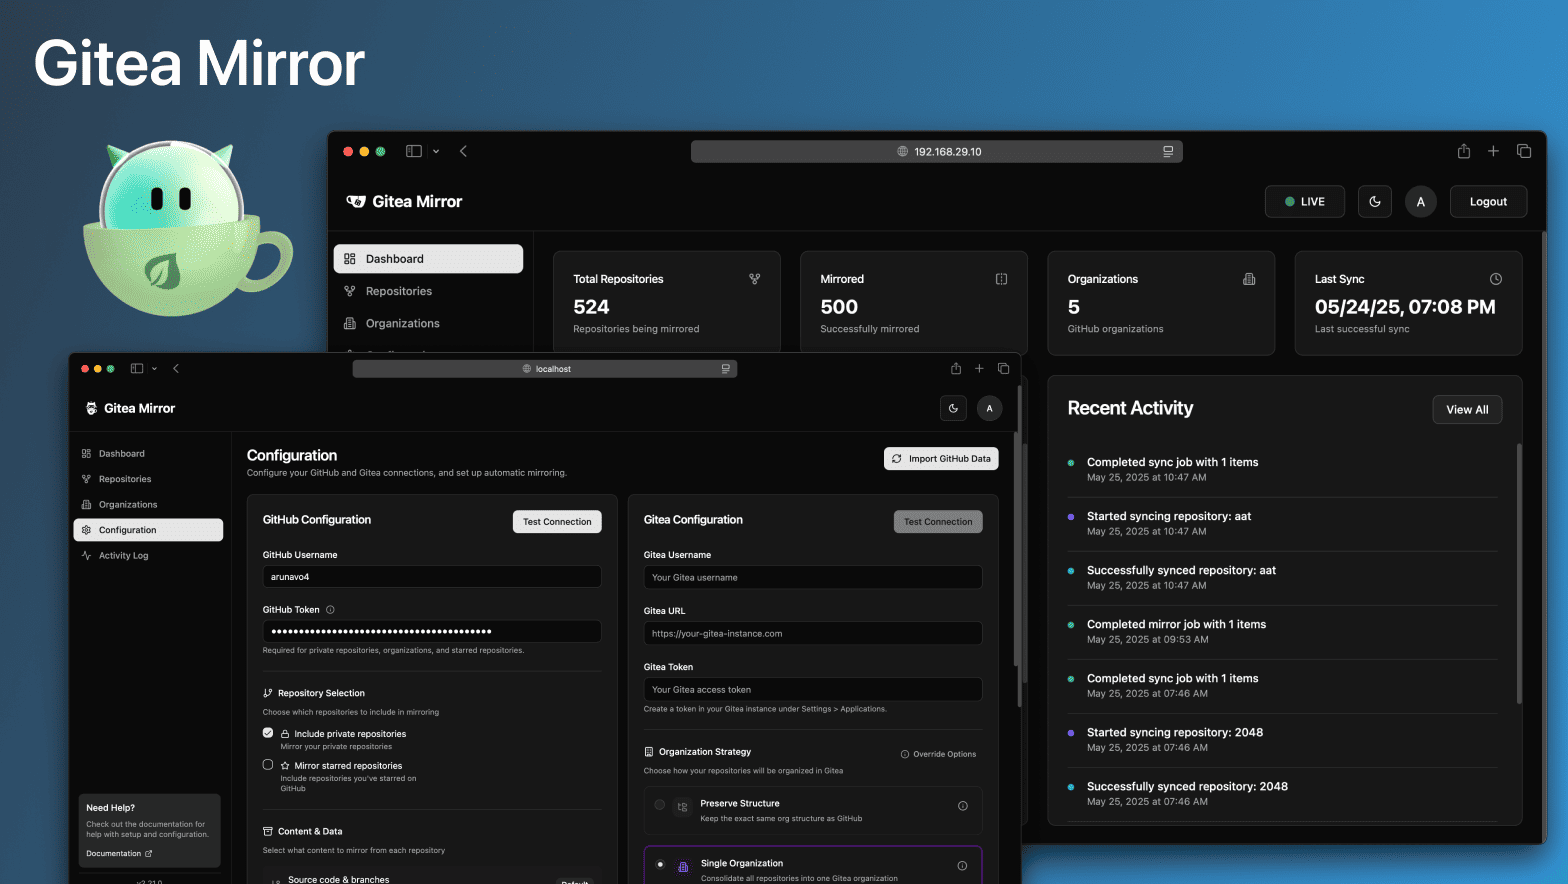 Gitea Mirror
192.168.29.10
Gitea Mirror
LIVE
A
Logout
Dashboard
Repositories
Organizations
Total Repositories
524
Repositories being mirrored
Mirrored
500
Successfully mirrored
Organizations
5
GitHub organizations
Last Sync
05/24/25, 07:08 PM
Last successful sync
Recent Activity
View All
Completed sync job with 1 items
May 25, 2025 at 10:47 AM
Started syncing repository: aat
May 25, 2025 at 10:47 AM
Successfully synced repository: aat
May 25, 2025 at 10:47 AM
Completed mirror job with 1 items
May 25, 2025 at 09:53 AM
Completed sync job with 1 items
May 25, 2025 at 07:46 AM
Started syncing repository: 2048
May 25, 2025 at 07:46 AM
Successfully synced repository: 2048
May 25, 2025 at 07:46 AM
localhost
Gitea Mirror
A
Dashboard
Repositories
Organizations
Configuration
Activity Log
Need Help?
Check out the documentation for
help with setup and configuration.
Documentation
Configuration
Configure your GitHub and Gitea connections, and set up automatic mirroring.
Import GitHub Data
GitHub Configuration
Test Connection
GitHub Username
arunavo4
GitHub Token
••••••••••••••••••••••••••••••••••••••••
Required for private repositories, organizations, and starred repositories.
Repository Selection
Choose which repositories to include in mirroring
Include private repositories
Mirror your private repositories
Mirror starred repositories
Include repositories you've starred on
GitHub
Content & Data
Select what content to mirror from each repository
Source code & branches
Default
Gitea Configuration
Test Connection
Gitea Username
Your Gitea username
Gitea URL
https://your-gitea-instance.com
Gitea Token
Your Gitea access token
Create a token in your Gitea instance under Settings > Applications.
Organization Strategy
Override Options
Choose how your repositories will be organized in Gitea
Preserve Structure
Keep the exact same org structure as GitHub
Single Organization
Consolidate all repositories into one Gitea organization